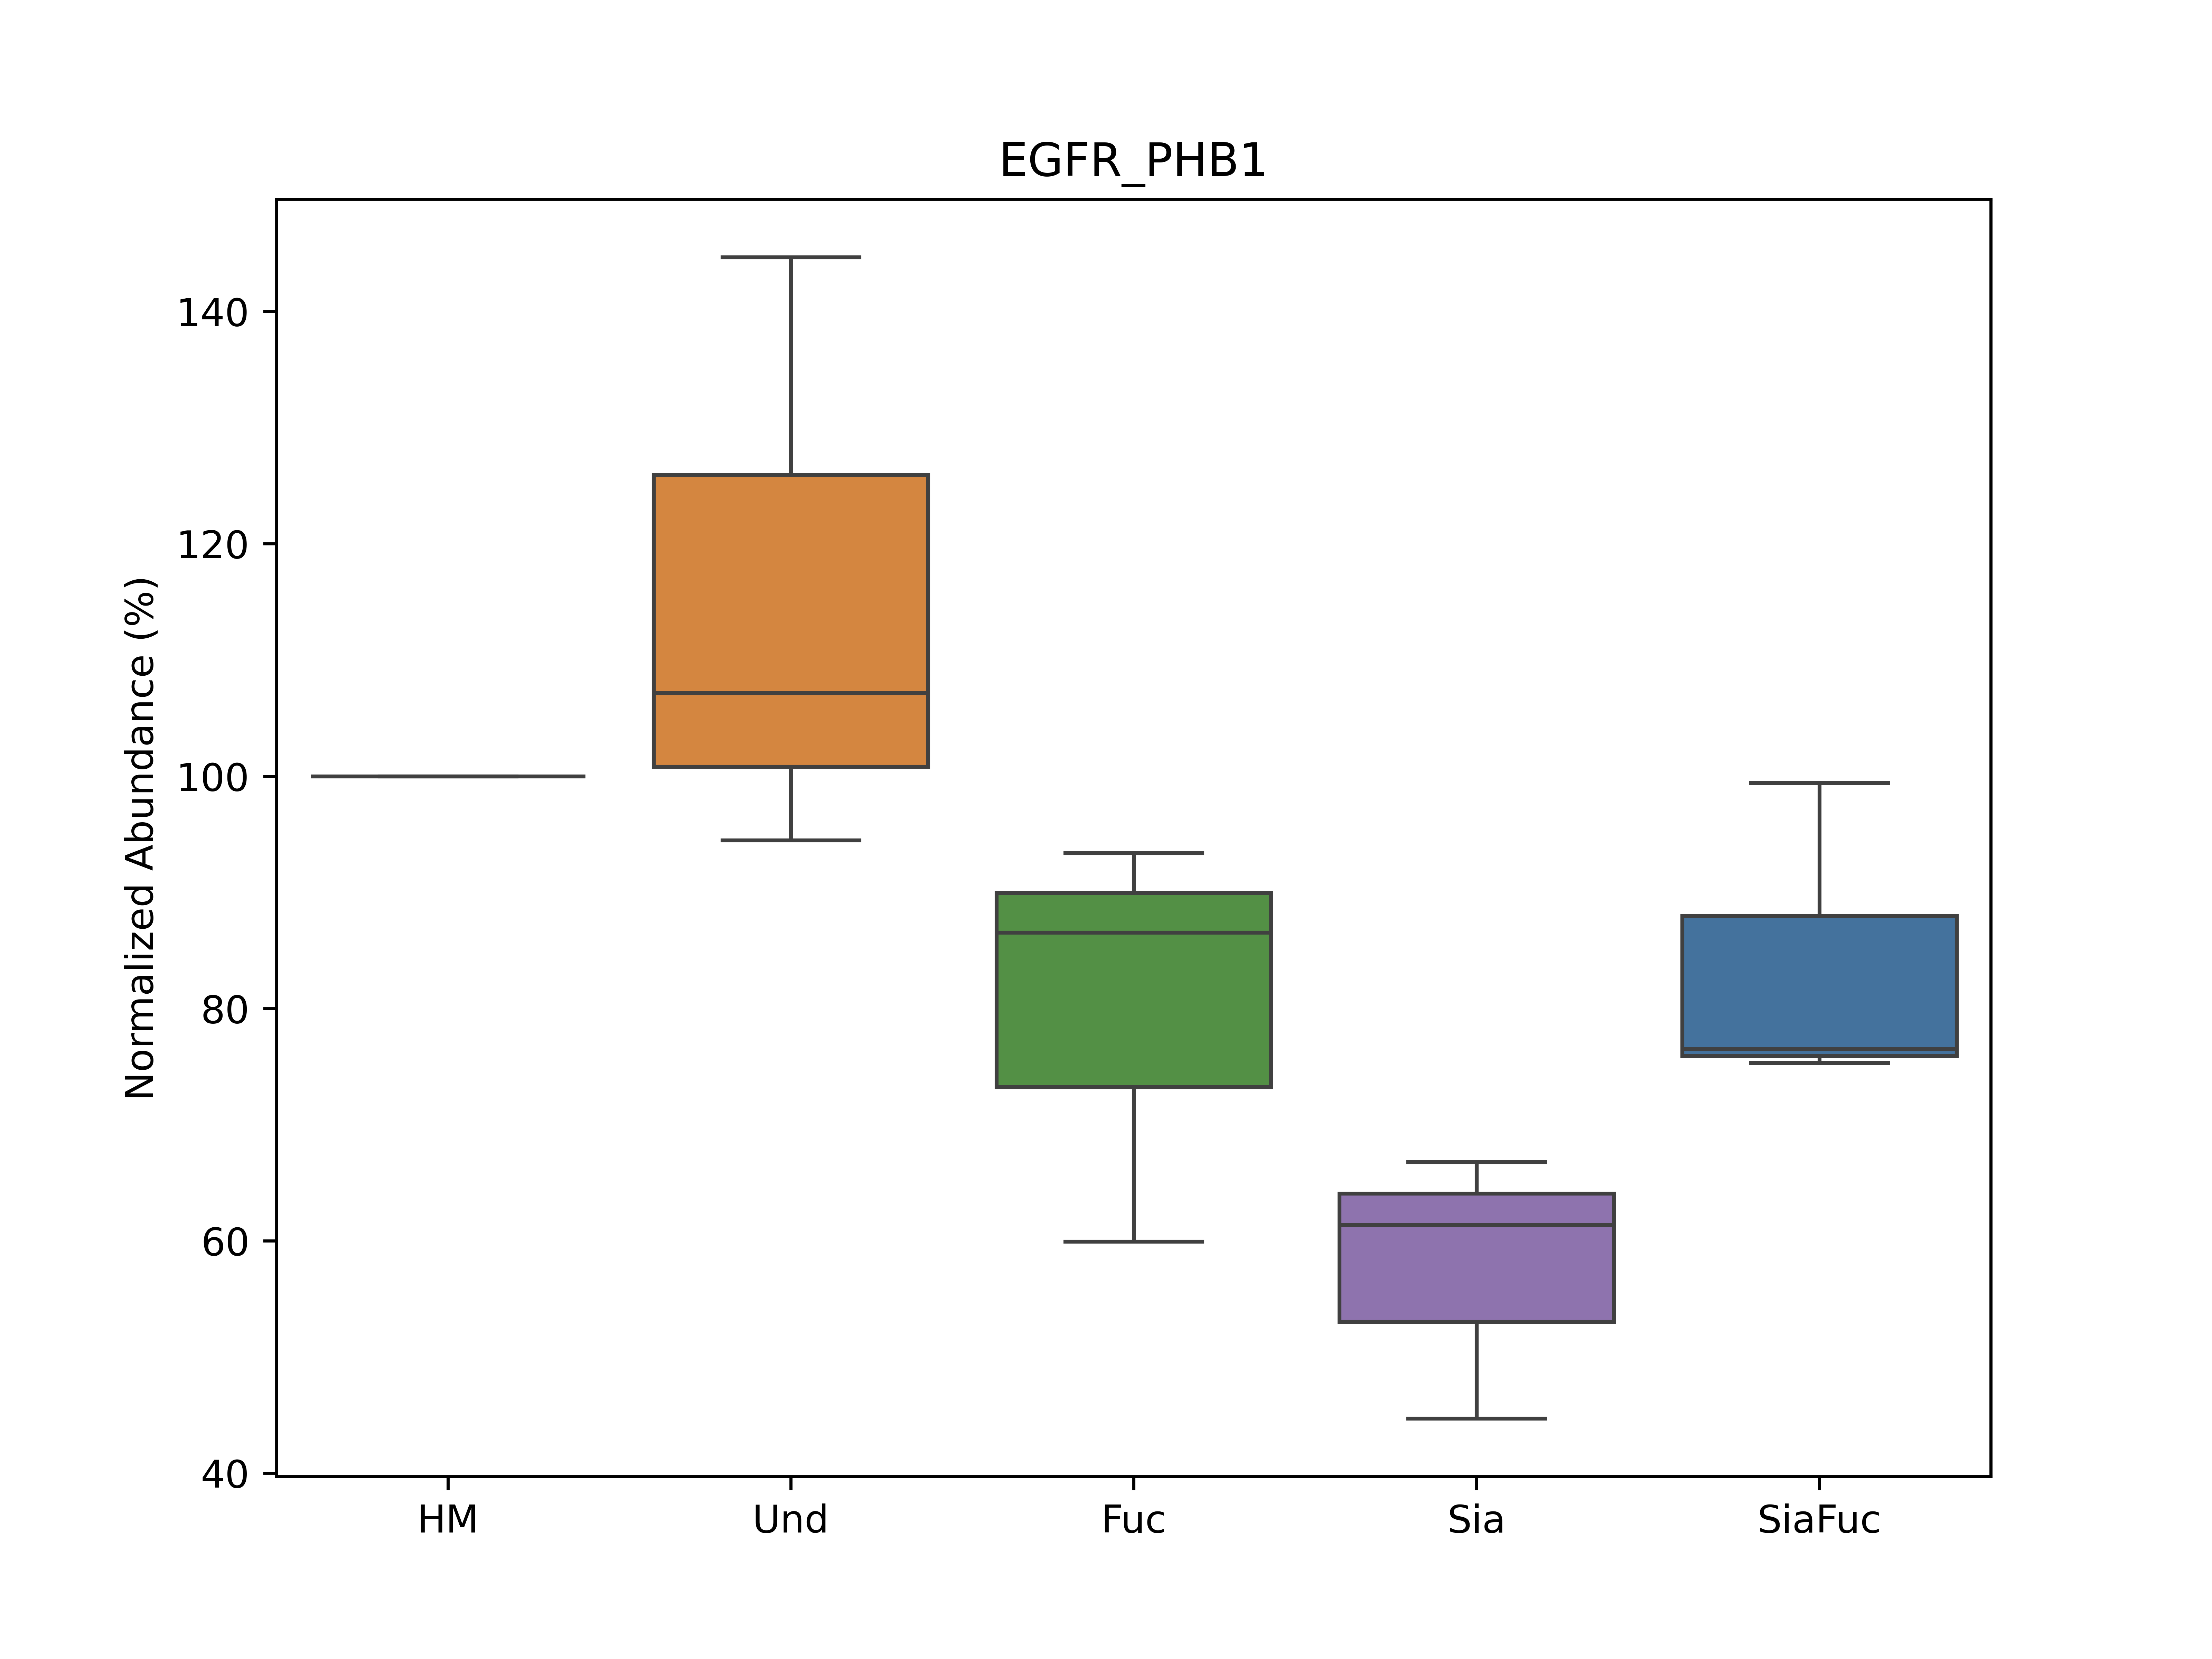 EGFR_PHB1
Normalized Abundance (%)
140
120
100
80
60
40
HM
Und
Fuc
Sia
SiaFuc